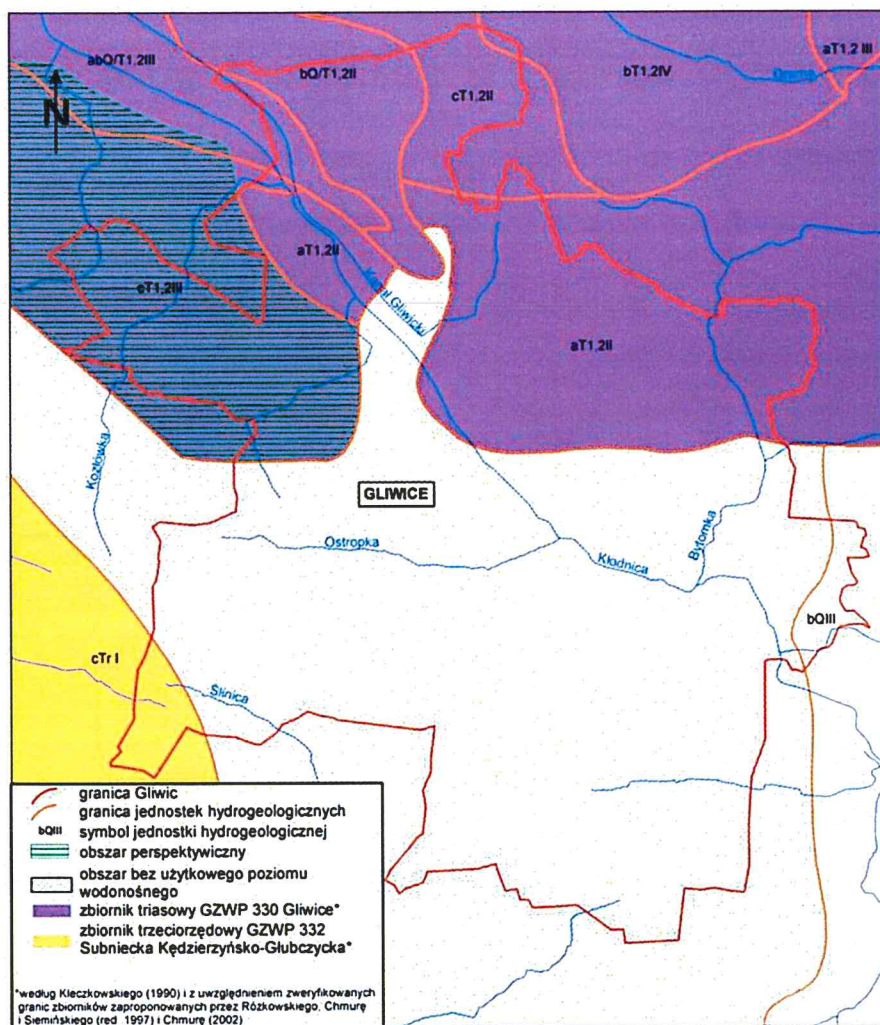 abQ/T1,2III
bQ/T1,2II
cT1,2II
bT1,2IV
aT1,2 III
Drama
N
cT1,2III
aT1,2II
Kanał Gliwicki
aT1,2II
Kozłówka
GLIWICE
Ostropka
Kłodnica
Bytomka
bQIII
cTr I
Ślinica
granica Gliwic
granica jednostek hydrogeologicznych
bQIII symbol jednostki hydrogeologicznej
obszar perspektywiczny
obszar bez użytkowego poziomu
wodonośnego
zbiornik triasowy GZWP 330 Gliwice*
zbiornik trzeciorzędowy GZWP 332
Subniecka Kędzierzyńsko-Głubczycka*
*według Kleczkowskiego (1990) i z uwzględnieniem zweryfikowanych
granic zbiorników zaproponowanych przez Różkowskiego, Chmurę
i Siemińskiego (red. 1997) i Chmurę (2002)